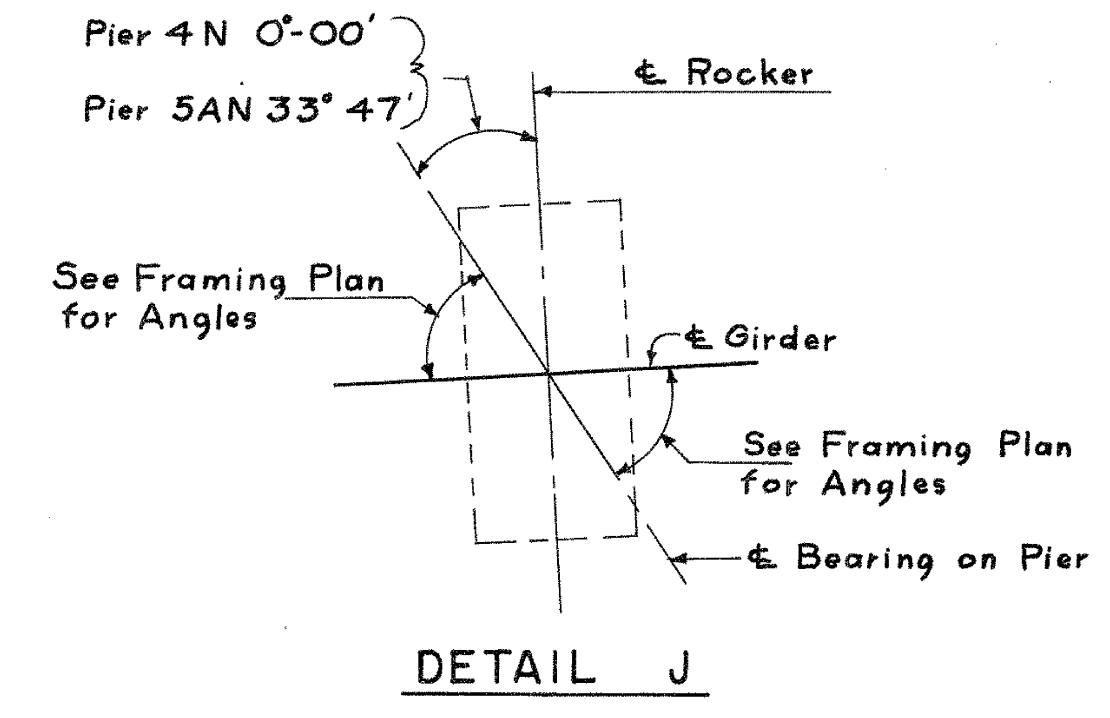 Pier 4N 0°-00'
Pier 5AN 33° 47'
℄ Rocker
See Framing Plan
for Angles
℄ Girder
See Framing Plan
for Angles
℄ Bearing on Pier
DETAIL J